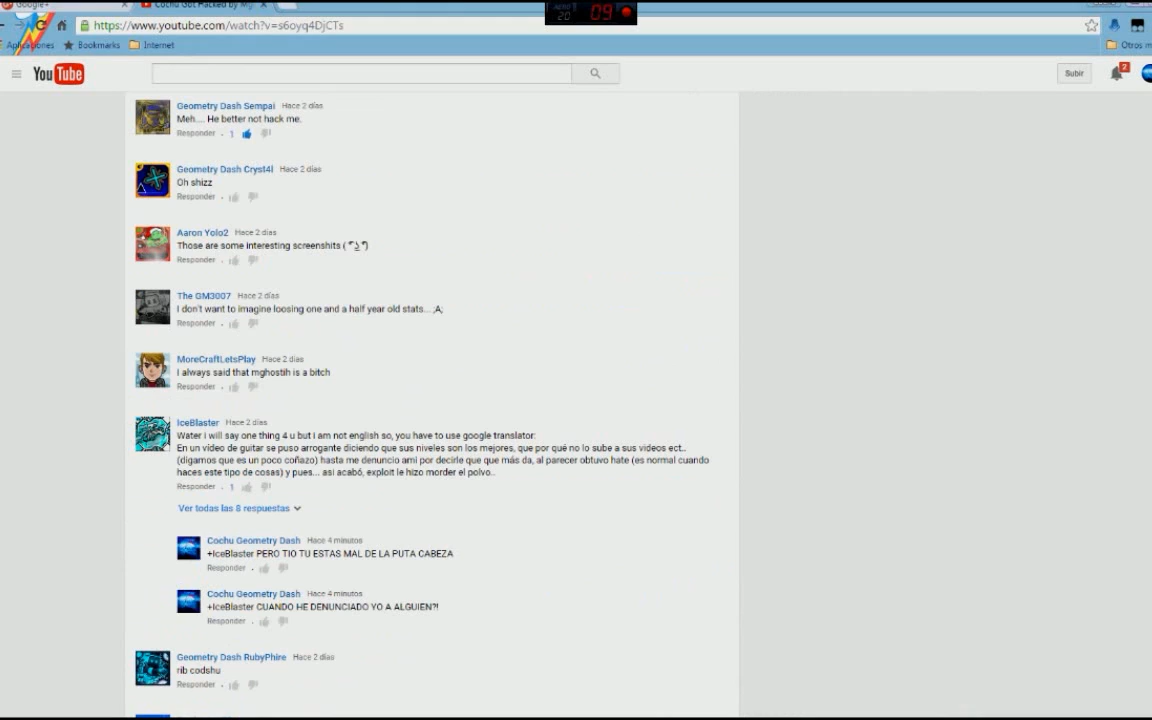 Google+
Cochu Got Hacked by Mg
https://www.youtube.com/watch?v=s6oyq4DjCTs
20
09
Aplicaciones
Bookmarks
Internet
Otros m
YouTube
Subir
2
Geometry Dash Sempai Hace 2 días
Meh.... He better not hack me.
Responder . 1
Geometry Dash Cryst4l Hace 2 días
Oh shizz
Responder .
Aaron Yolo2 Hace 2 días
Those are some interesting screenshits ( ͡° ͜ʖ ͡°)
Responder .
The GM3007 Hace 2 días
I don't want to imagine loosing one and a half year old stats... ;A;
Responder .
MoreCraftLetsPlay Hace 2 días
I always said that mghostih is a bitch
Responder .
IceBlaster Hace 2 días
Water i will say one thing 4 u but i am not english so, you have to use google translator:
En un vídeo de guitar se puso arrogante diciendo que sus niveles son los mejores, que por qué no lo sube a sus videos ect..
(digamos que es un poco coñazo) hasta me denuncio ami por decirle que que más da, al parecer obtuvo hate (es normal cuando
haces este tipo de cosas) y pues... asi acabó, exploit le hizo morder el polvo..
Responder . 1
Ver todas las 8 respuestas
Cochu Geometry Dash Hace 4 minutos
+IceBlaster PERO TIO TU ESTAS MAL DE LA PUTA CABEZA
Responder .
Cochu Geometry Dash Hace 4 minutos
+IceBlaster CUANDO HE DENUNCIADO YO A ALGUIEN?!
Responder .
Geometry Dash RubyPhire Hace 2 días
rib codshu
Responder .